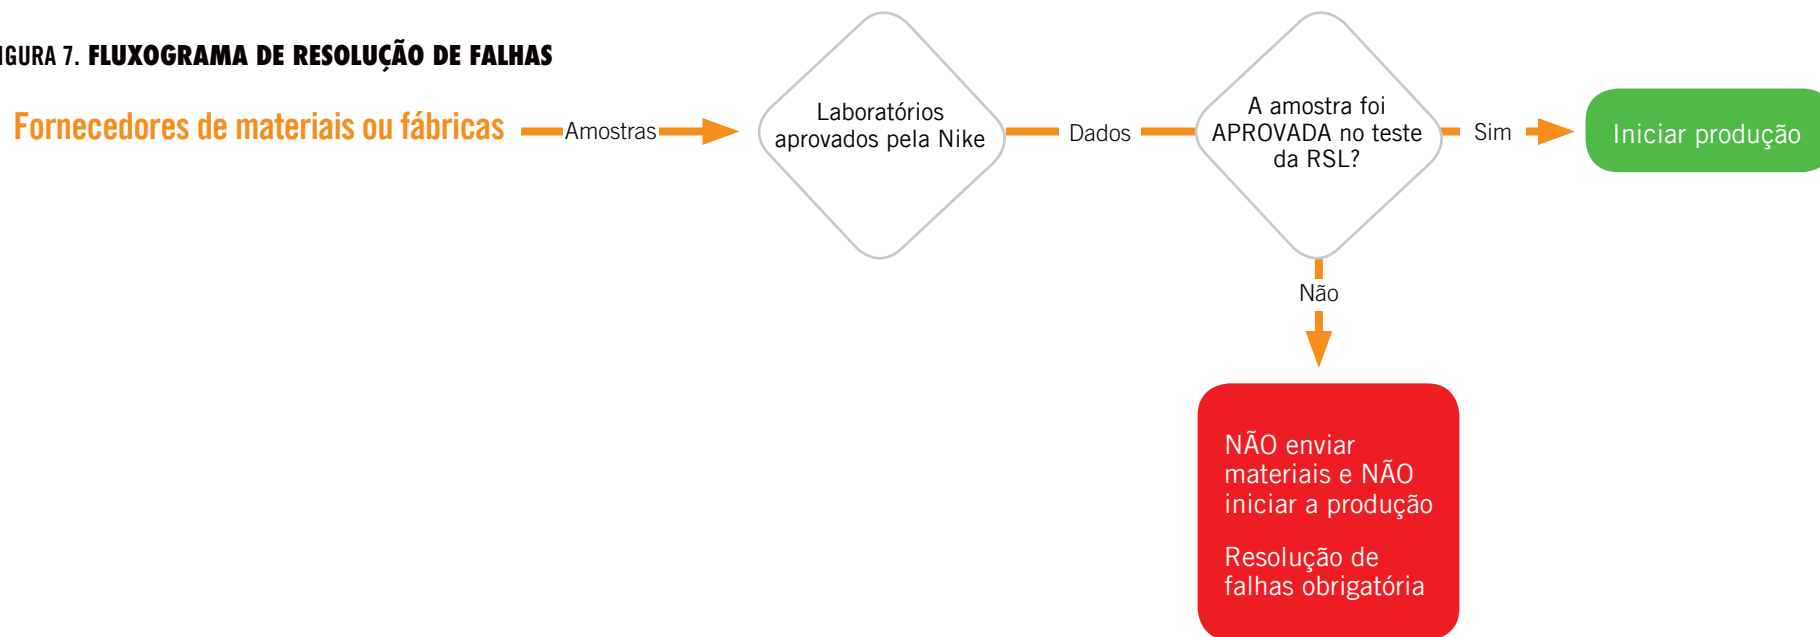 IGURA 7. FLUXOGRAMA DE RESOLUÇÃO DE FALHAS
Fornecedores de materiais ou fábricas
Amostras
Laboratórios
aprovados pela Nike
Dados
A amostra foi
APROVADA no teste
da RSL?
Sim
Iniciar produção
Não
NÃO enviar
materiais e NÃO
iniciar a produção
Resolução de
falhas obrigatória